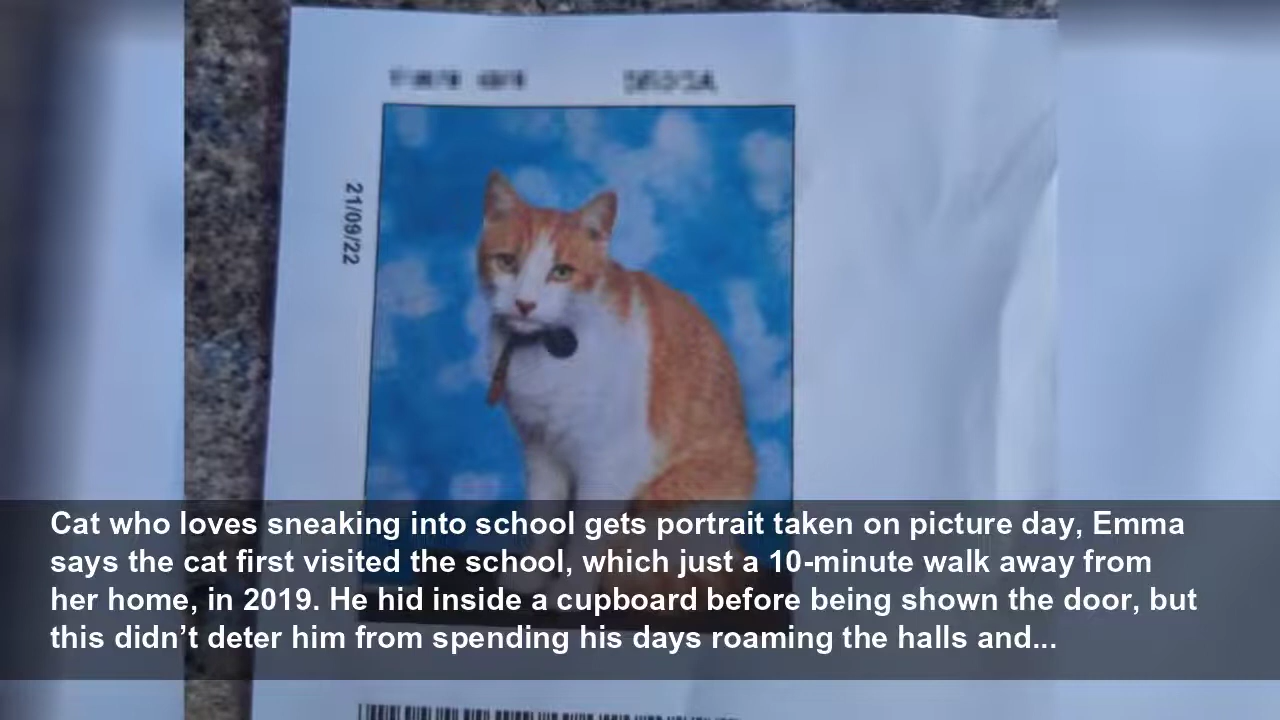 21/09/22
Cat who loves sneaking into school gets portrait taken on picture day, Emma
says the cat first visited the school, which just a 10-minute walk away from
her home, in 2019. He hid inside a cupboard before being shown the door, but
this didn’t deter him from spending his days roaming the halls and...